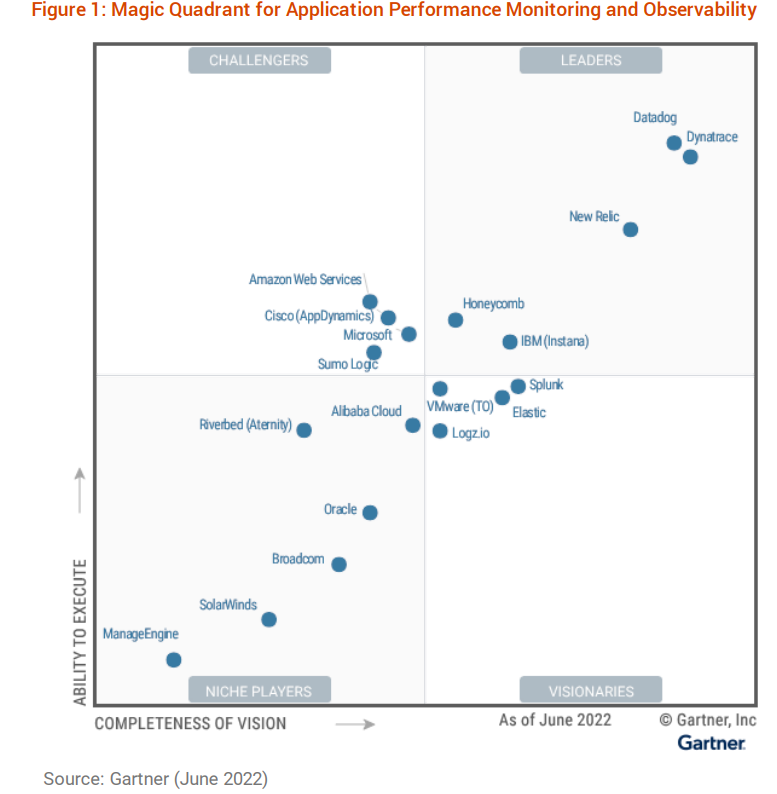 Figure 1: Magic Quadrant for Application Performance Monitoring and Observability
CHALLENGERS
LEADERS
Datadog
Dynatrace
New Relic
Amazon Web Services
Honeycomb
Cisco (AppDynamics)
Microsoft
IBM (Instana)
Sumo Logic
Splunk
VMware (TO)
Elastic
Alibaba Cloud
Riverbed (Aternity)
Logz.io
Oracle
Broadcom
SolarWinds
ManageEngine
NICHE PLAYERS
VISIONARIES
ABILITY TO EXECUTE
COMPLETENESS OF VISION
As of June 2022
© Gartner, Inc
Gartner
Source: Gartner (June 2022)